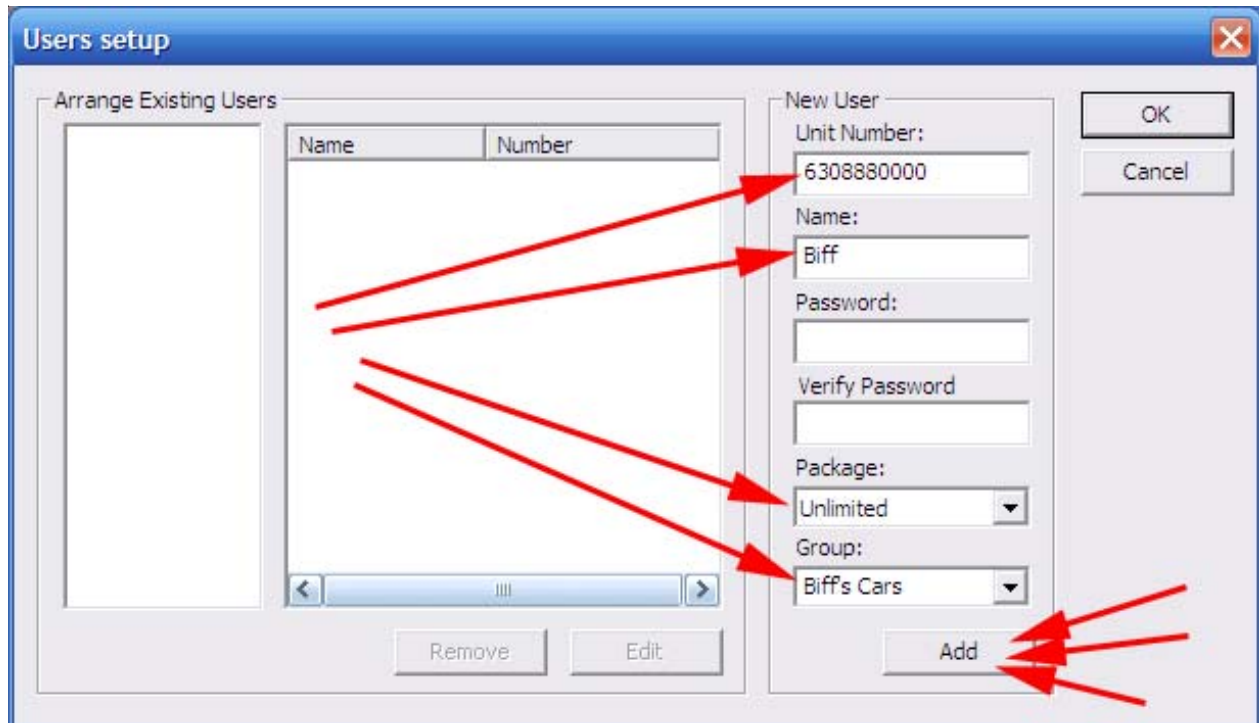 Users setup
Arrange Existing Users
Name Number
Remove Edit
New User
Unit Number:
6308880000
Name:
Biff
Password:
Verify Password
Package:
Unlimited
Group:
Biff's Cars
Add
OK
Cancel